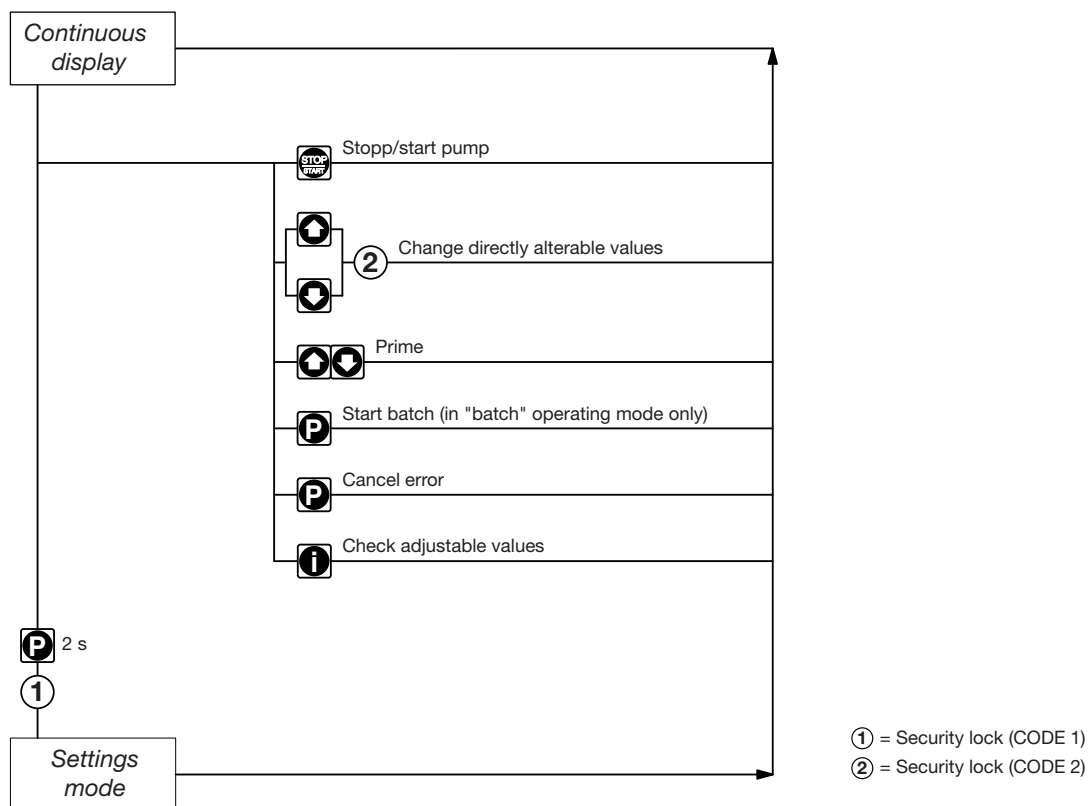 Continuous
display
STOP
START
Stopp/start pump
2
Change directly alterable values
Prime
P
Start batch (in "batch" operating mode only)
P
Cancel error
i
Check adjustable values
P
2 s
1
Settings
mode
1 = Security lock (CODE 1)
2 = Security lock (CODE 2)